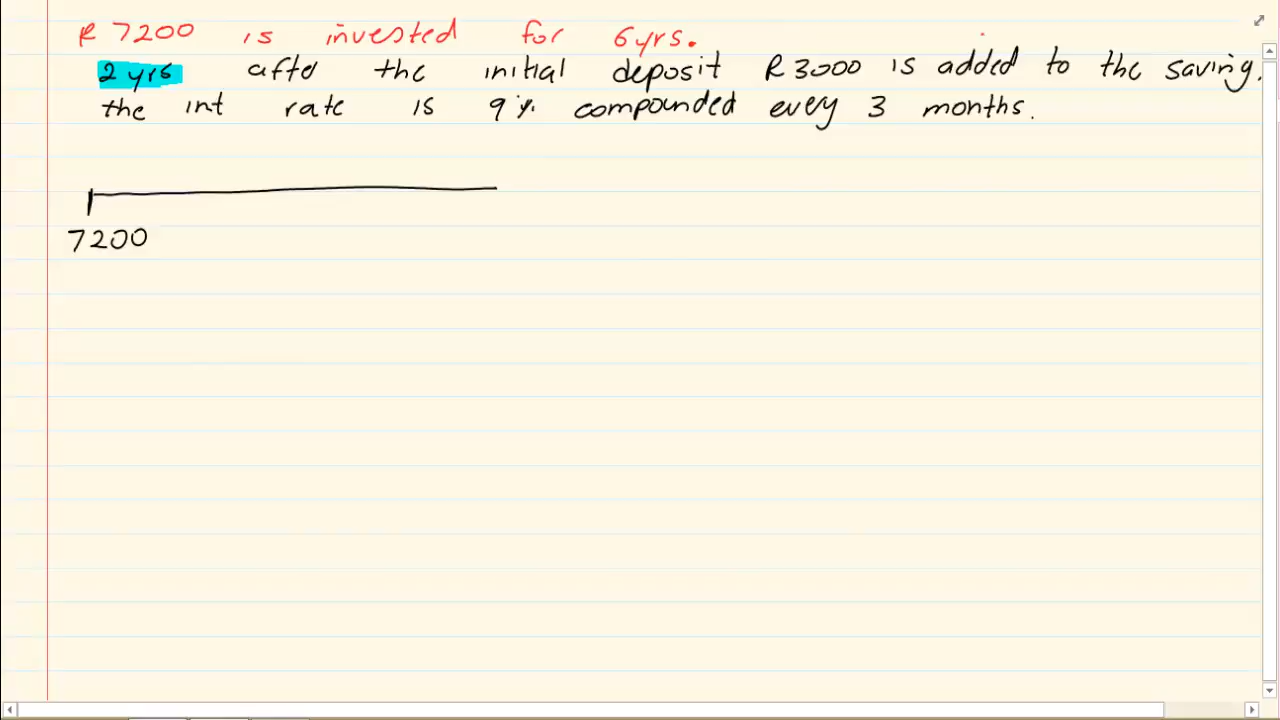 R 7200 is invested for 6yrs.
2 yrs after the initial deposit R 3000 is added to the saving.
the int rate is 9 % compounded every 3 months.
7200